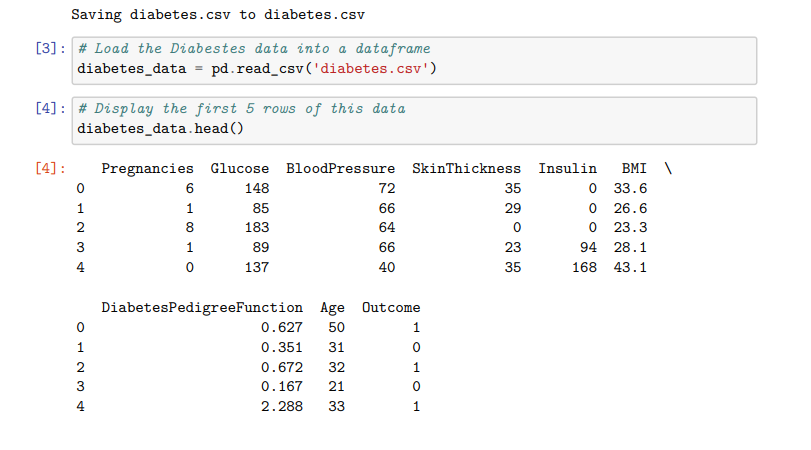 Saving diabetes.csv to diabetes.csv
[3]: # Load the Diabestes data into a dataframe
diabetes_data = pd.read_csv('diabetes.csv')
[4]: # Display the first 5 rows of this data
diabetes_data.head()
[4]: Pregnancies Glucose BloodPressure SkinThickness Insulin BMI \
0 6 148 72 35 0 33.6
1 1 85 66 29 0 26.6
2 8 183 64 0 0 23.3
3 1 89 66 23 94 28.1
4 0 137 40 35 168 43.1
DiabetesPedigreeFunction Age Outcome
0 0.627 50 1
1 0.351 31 0
2 0.672 32 1
3 0.167 21 0
4 2.288 33 1